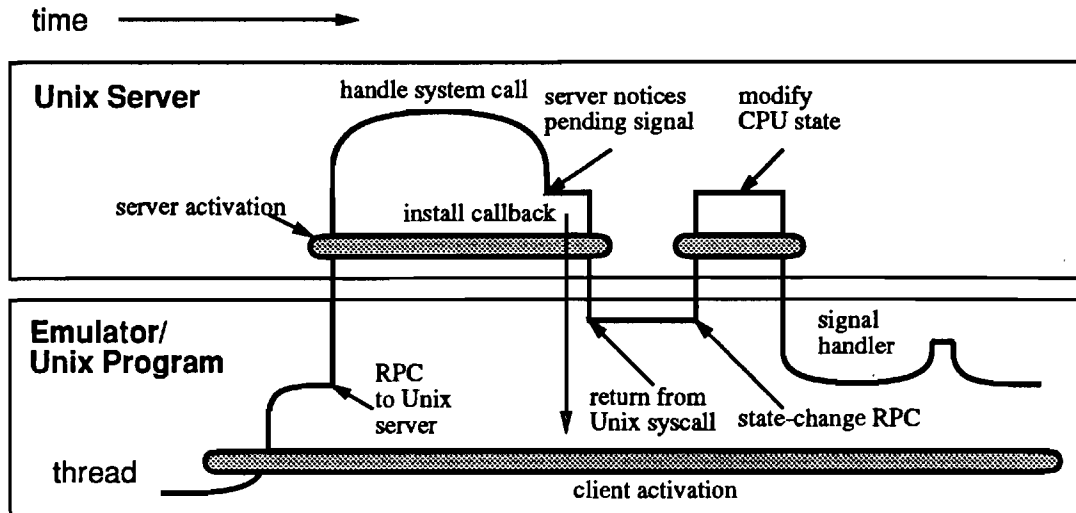 time
Unix Server
handle system call
server notices
pending signal
modify
CPU state
server activation
install callback
Emulator/
Unix Program
signal
handler
RPC
to Unix
server
return from
Unix syscall
state-change RPC
thread
client activation